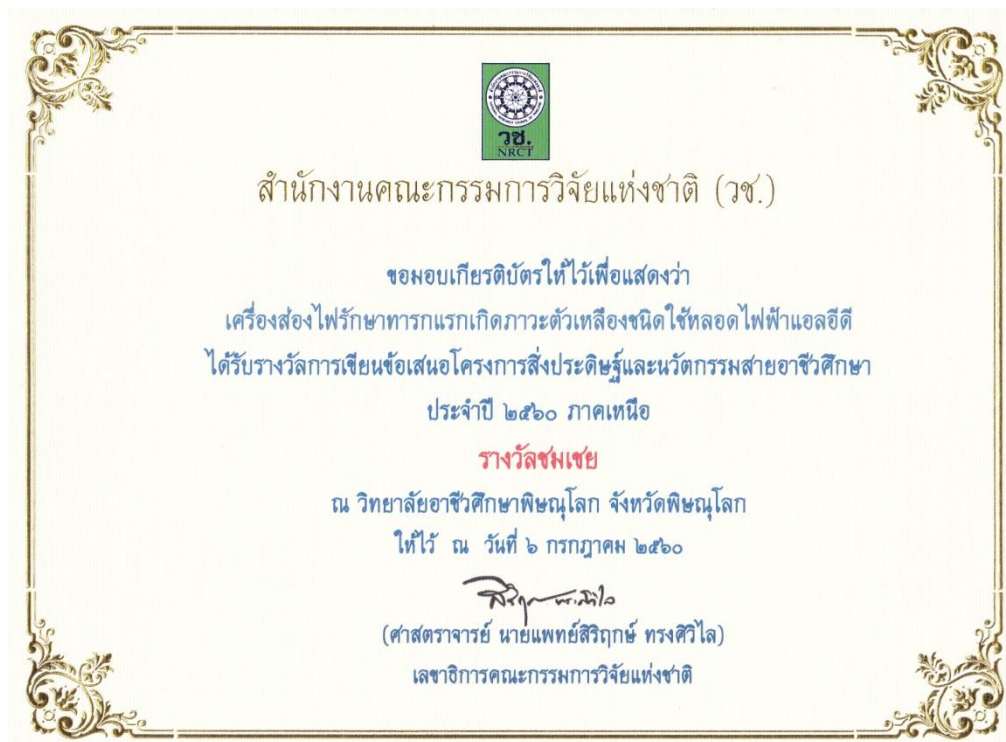 วช.
NRCT
สำนักงานคณะกรรมการวิจัยแห่งชาติ (วช.)
ขอมอบเกียรติบัตรให้ไว้เพื่อแสดงว่า
เครื่องส่องไฟรักษาทารกแรกเกิดภาวะตัวเหลืองชนิดใช้หลอดไฟฟ้าแอลอีดี
ได้รับรางวัลการเขียนข้อเสนอโครงการสิ่งประดิษฐ์และนวัตกรรมสายอาชีวศึกษา
ประจำปี ๒๕๖๐ ภาคเหนือ
รางวัลชมเชย
ณ วิทยาลัยอาชีวศึกษาพิษณุโลก จังหวัดพิษณุโลก
ให้ไว้ ณ วันที่ ๖ กรกฎาคม ๒๕๖๐
(ศาสตราจารย์ นายแพทย์สิริฤกษ์ ทรงศิวิไล)
เลขาธิการคณะกรรมการวิจัยแห่งชาติ